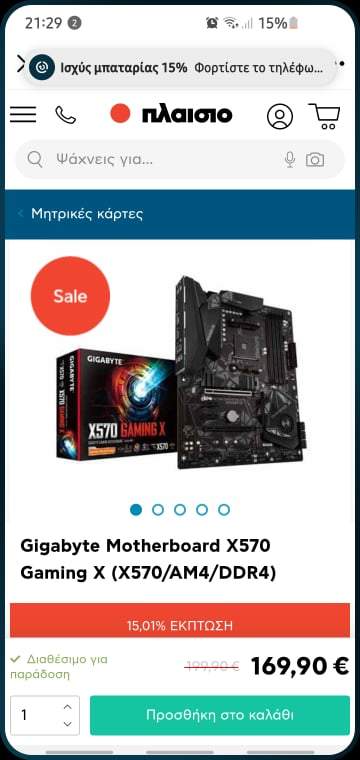 21:29 2 15%
Ισχύς μπαταρίας 15% Φορτίστε το τηλέφω...
πλαισιο
Ψάχνεις για...
Μητρικές κάρτες
Sale
GIGABYTE
GIGABYTE
X570 GAMING X
X570
Gigabyte Motherboard X570
Gaming X (X570/AM4/DDR4)
15,01% ΕΚΠΤΩΣΗ
Διαθέσιμο για
παράδοση
199,90 € 169,90 €
1
Προσθήκη στο καλάθι